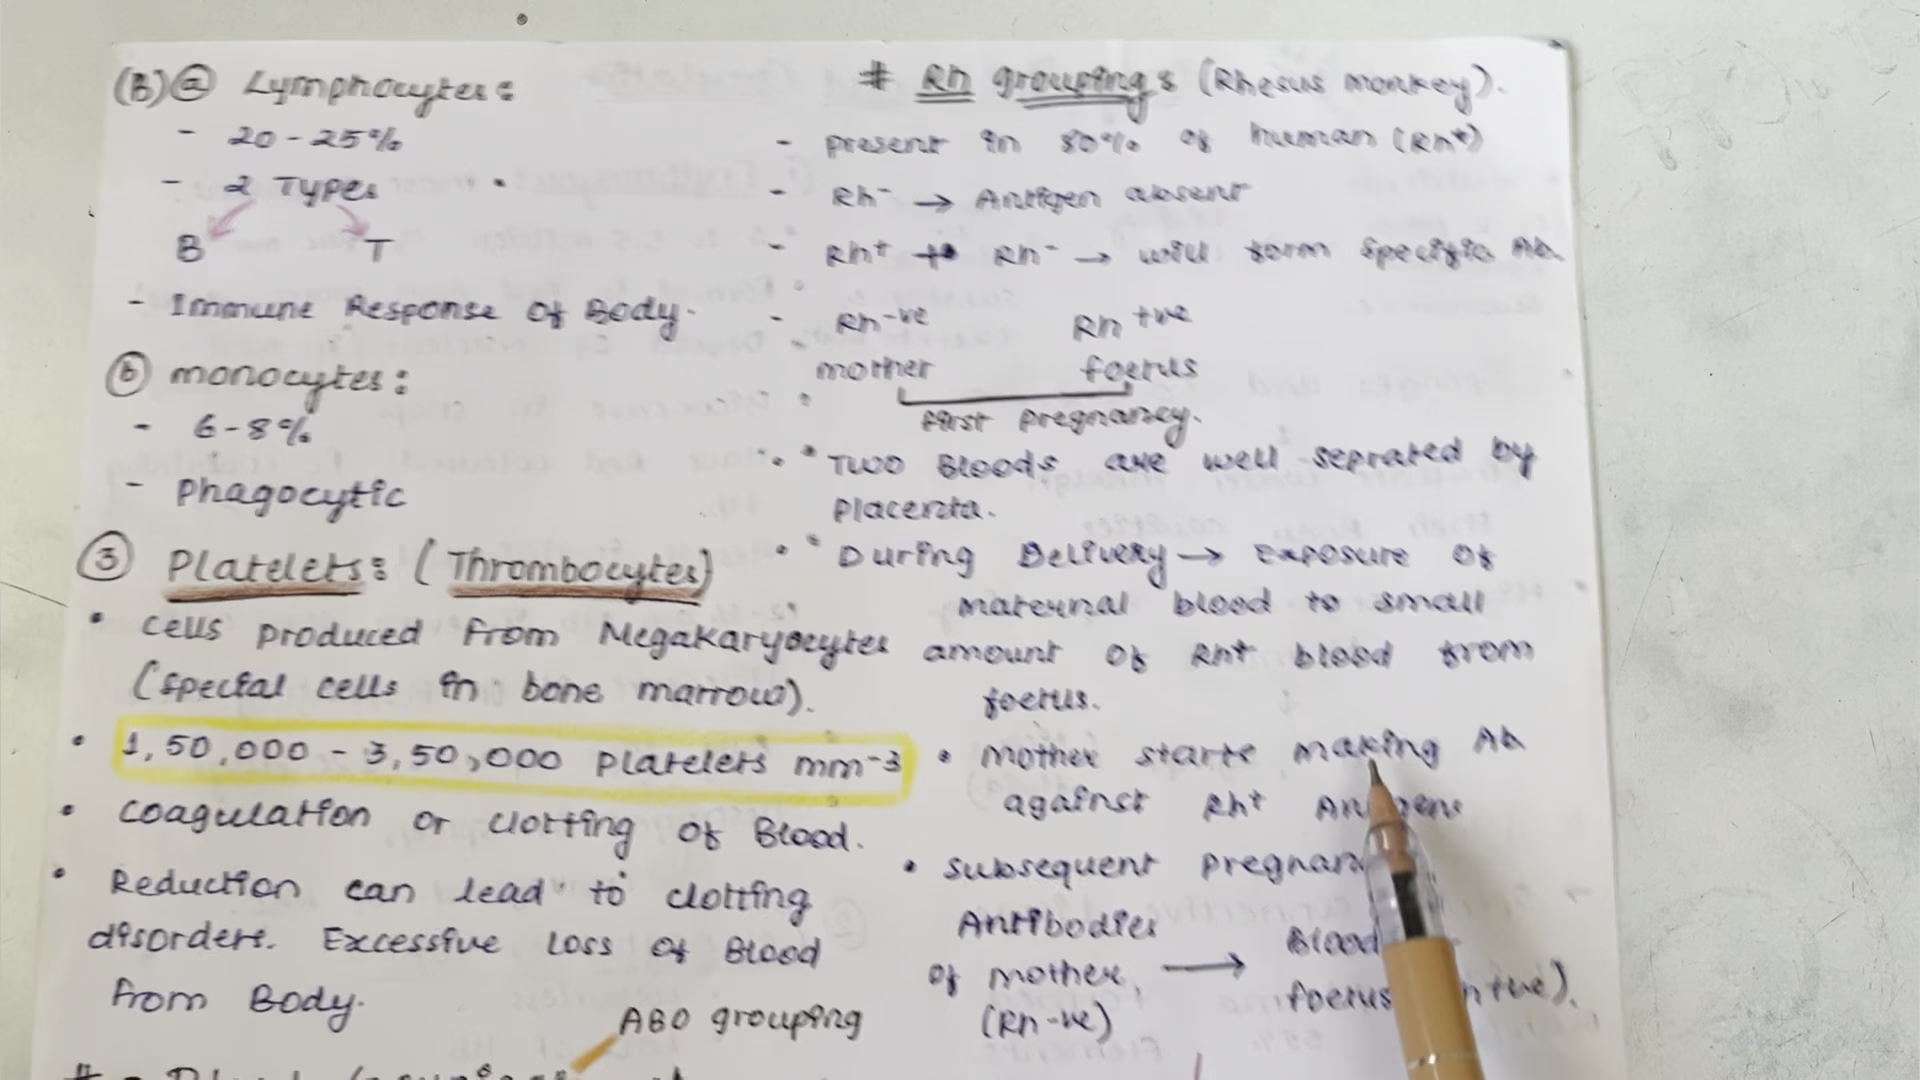 (B) ⓐ Lymphocytes:
- 20 - 25%
- 2 Types
B T
- Immune Response of Body.
ⓑ monocytes:
- 6-8%
- Phagocytic
③ Platelets: (Thrombocytes)
• cells produced from Megakaryocytes
(special cells in bone marrow).
• 1,50,000 - 3,50,000 platelets mm-3
• coagulation or clotting of Blood.
• Reduction can lead to clotting
disorders. Excessive loss of Blood
from Body.
ABO grouping
# Rh groupings (Rhesus monkey).
- present in 80% of human (Rh+)
- Rh- → Antigen absent
- Rh+ + Rh- → will form specific Ab
- Rh-ve Rh+ve
mother foetus
first pregnancy.
• Two Bloods are well seprated by
placenta.
• During Delivery → exposure of
maternal blood to small
amount of Rh+ blood from
foetus.
• mother starts making Ab
against Rh+
• subsequent
Antibodies Blood
of mother, → foetus
(Rh-ve)